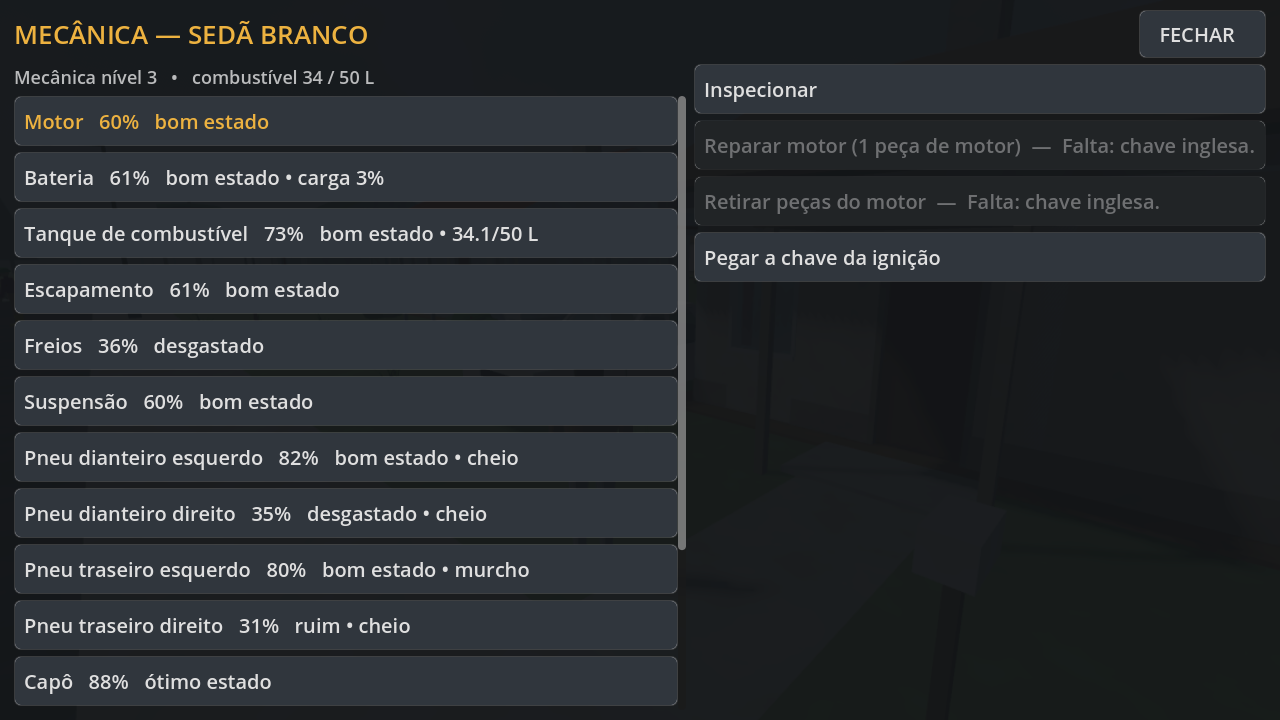 MECÂNICA — SEDÃ BRANCO
FECHAR
Mecânica nível 3 • combustível 34 / 50 L
Motor 60% bom estado
Bateria 61% bom estado • carga 3%
Tanque de combustível 73% bom estado • 34.1/50 L
Escapamento 61% bom estado
Freios 36% desgastado
Suspensão 60% bom estado
Pneu dianteiro esquerdo 82% bom estado • cheio
Pneu dianteiro direito 35% desgastado • cheio
Pneu traseiro esquerdo 80% bom estado • murcho
Pneu traseiro direito 31% ruim • cheio
Capô 88% ótimo estado
Inspecionar
Reparar motor (1 peça de motor) — Falta: chave inglesa.
Retirar peças do motor — Falta: chave inglesa.
Pegar a chave da ignição